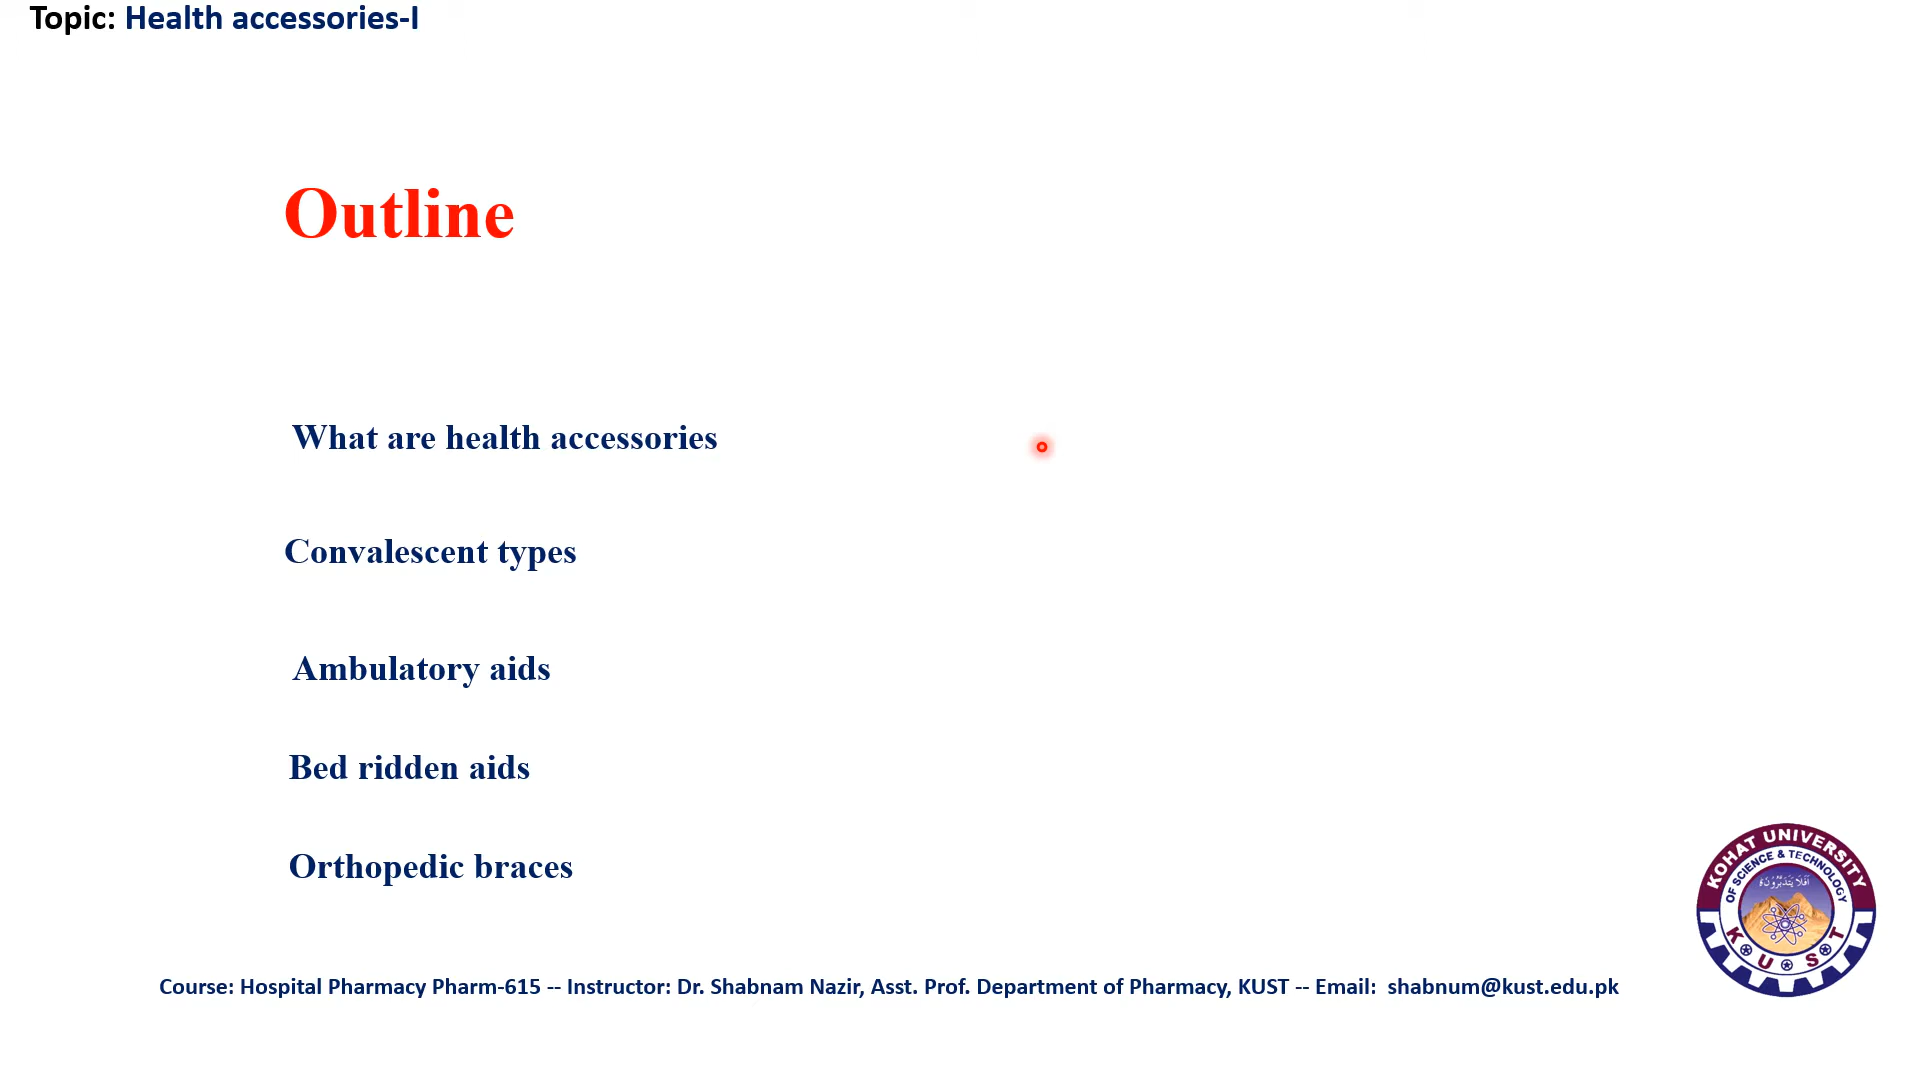 Topic: Health accessories-I
Outline
What are health accessories
Convalescent types
Ambulatory aids
Bed ridden aids
Orthopedic braces
KOHAT UNIVERSITY
OF SCIENCE & TECHNOLOGY
K U S T
Course: Hospital Pharmacy Pharm-615 -- Instructor: Dr. Shabnam Nazir, Asst. Prof. Department of Pharmacy, KUST -- Email: shabnum@kust.edu.pk